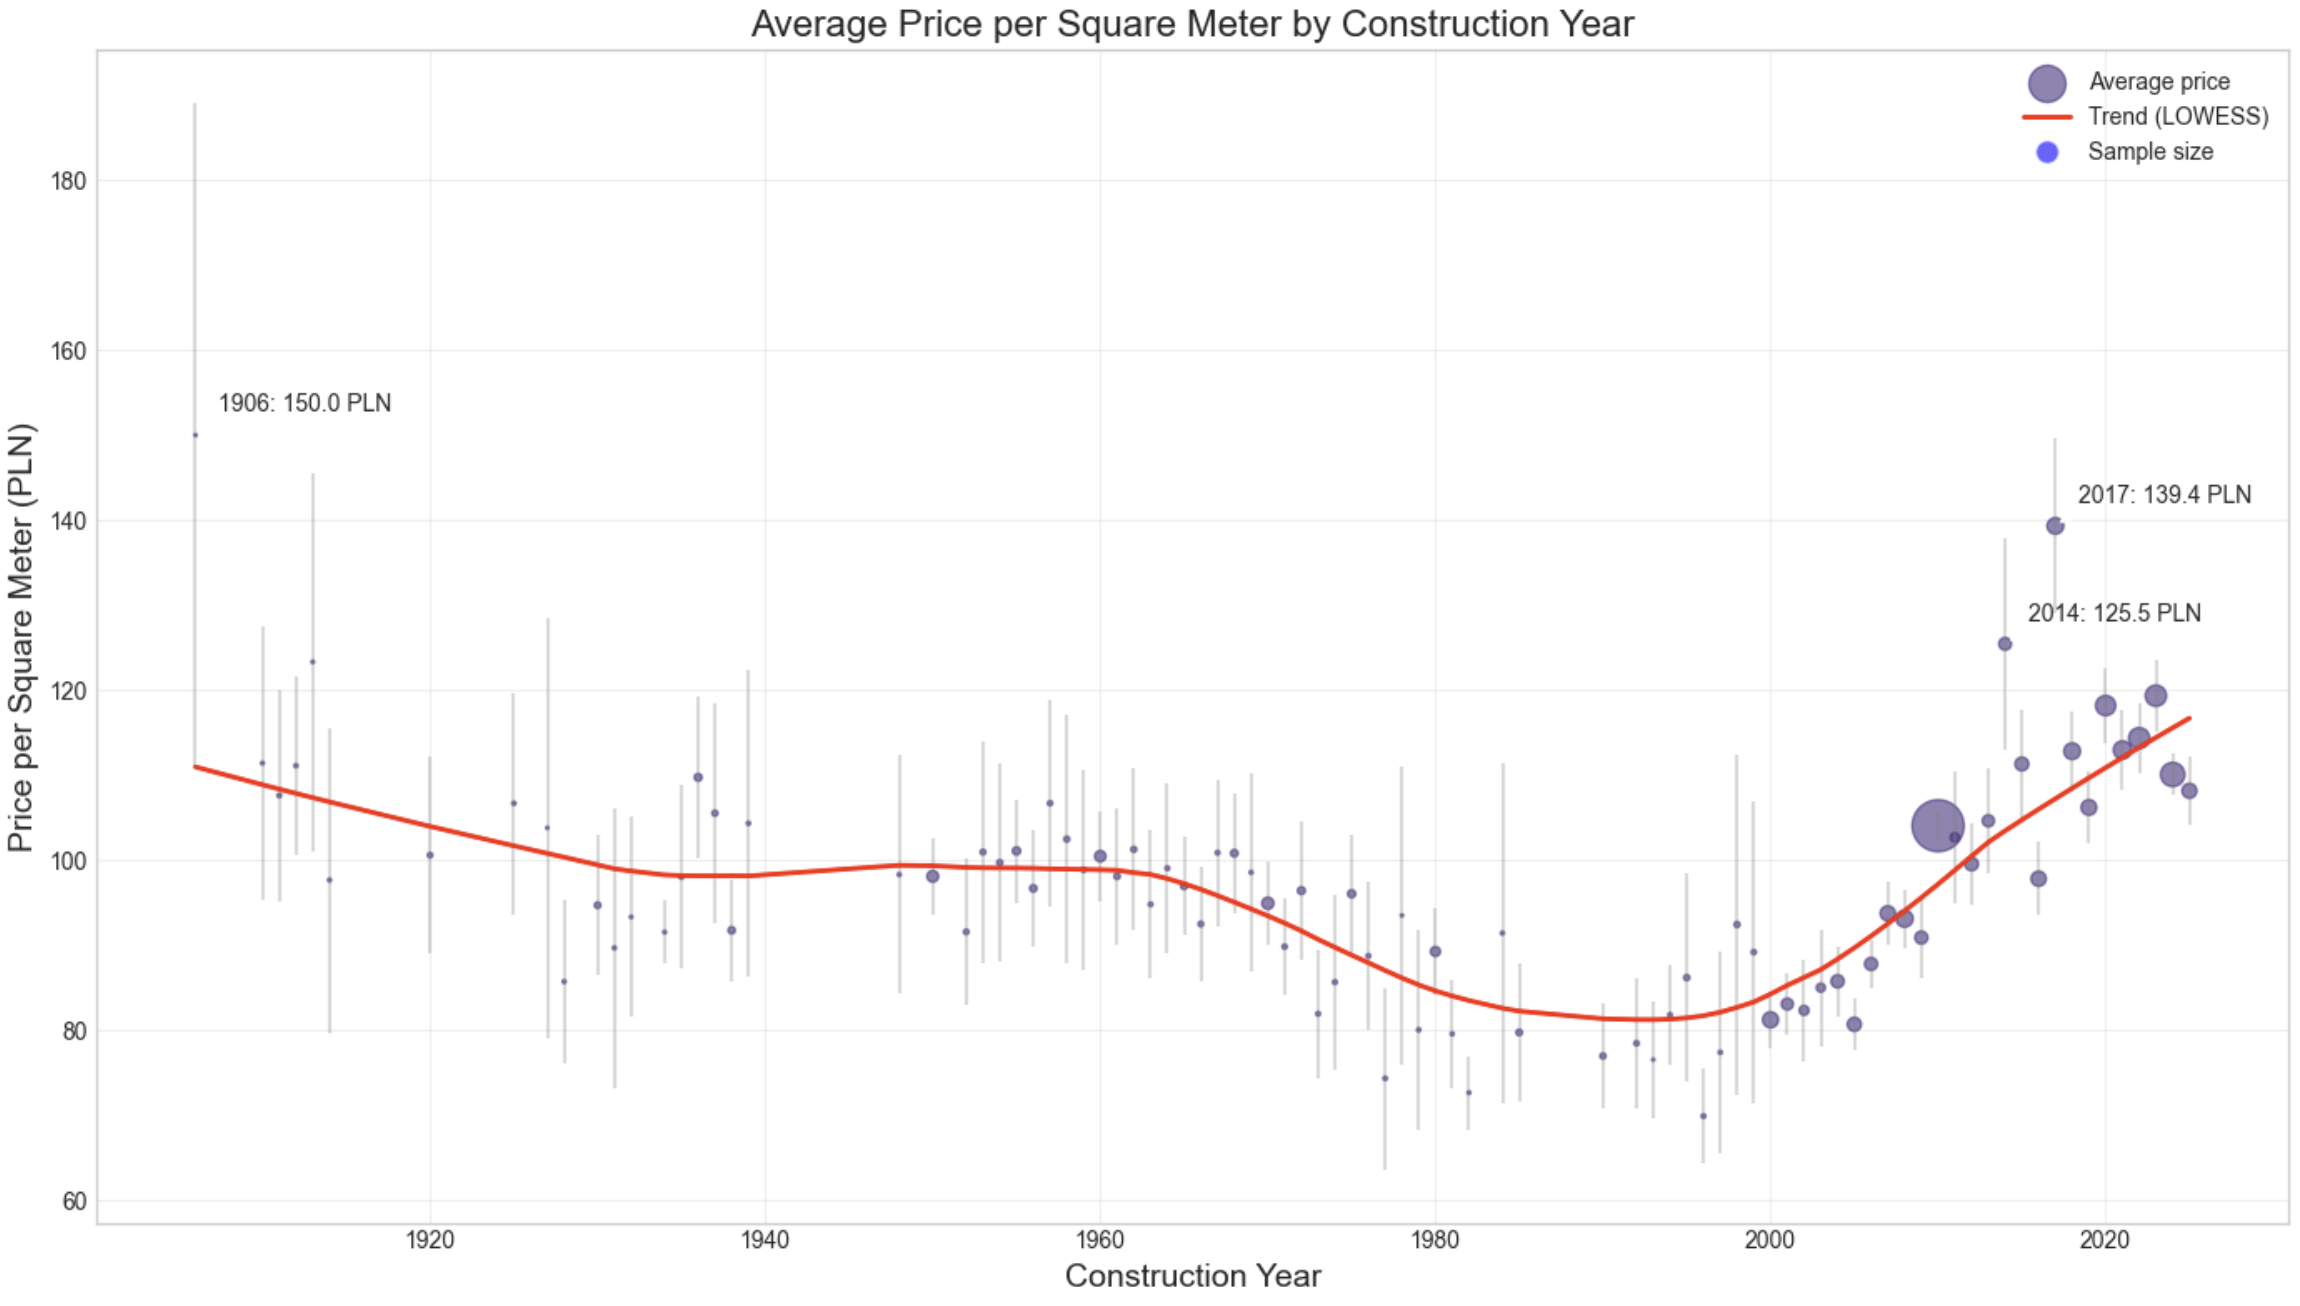 Average Price per Square Meter by Construction Year
Average price
Trend (LOWESS)
Sample size
180
160
140
120
100
80
60
Price per Square Meter (PLN)
1906: 150.0 PLN
2017: 139.4 PLN
2014: 125.5 PLN
1920
1940
1960
1980
2000
2020
Construction Year